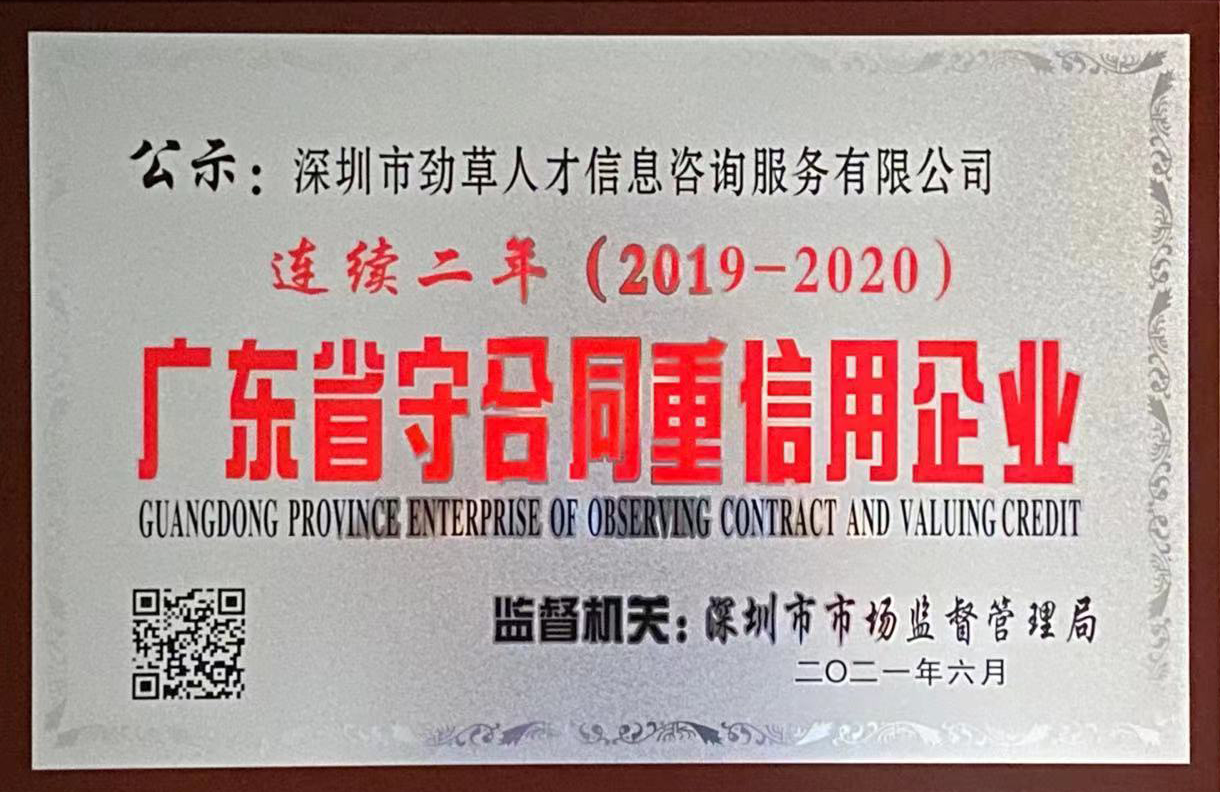 公示：深圳市劲草人才信息咨询服务有限公司
连续二年（2019-2020）
广东省守合同重信用企业
GUANGDONG PROVINCE ENTERPRISE OF OBSERVING CONTRACT AND VALUING CREDIT
监督机关：深圳市市场监督管理局
二〇二一年六月